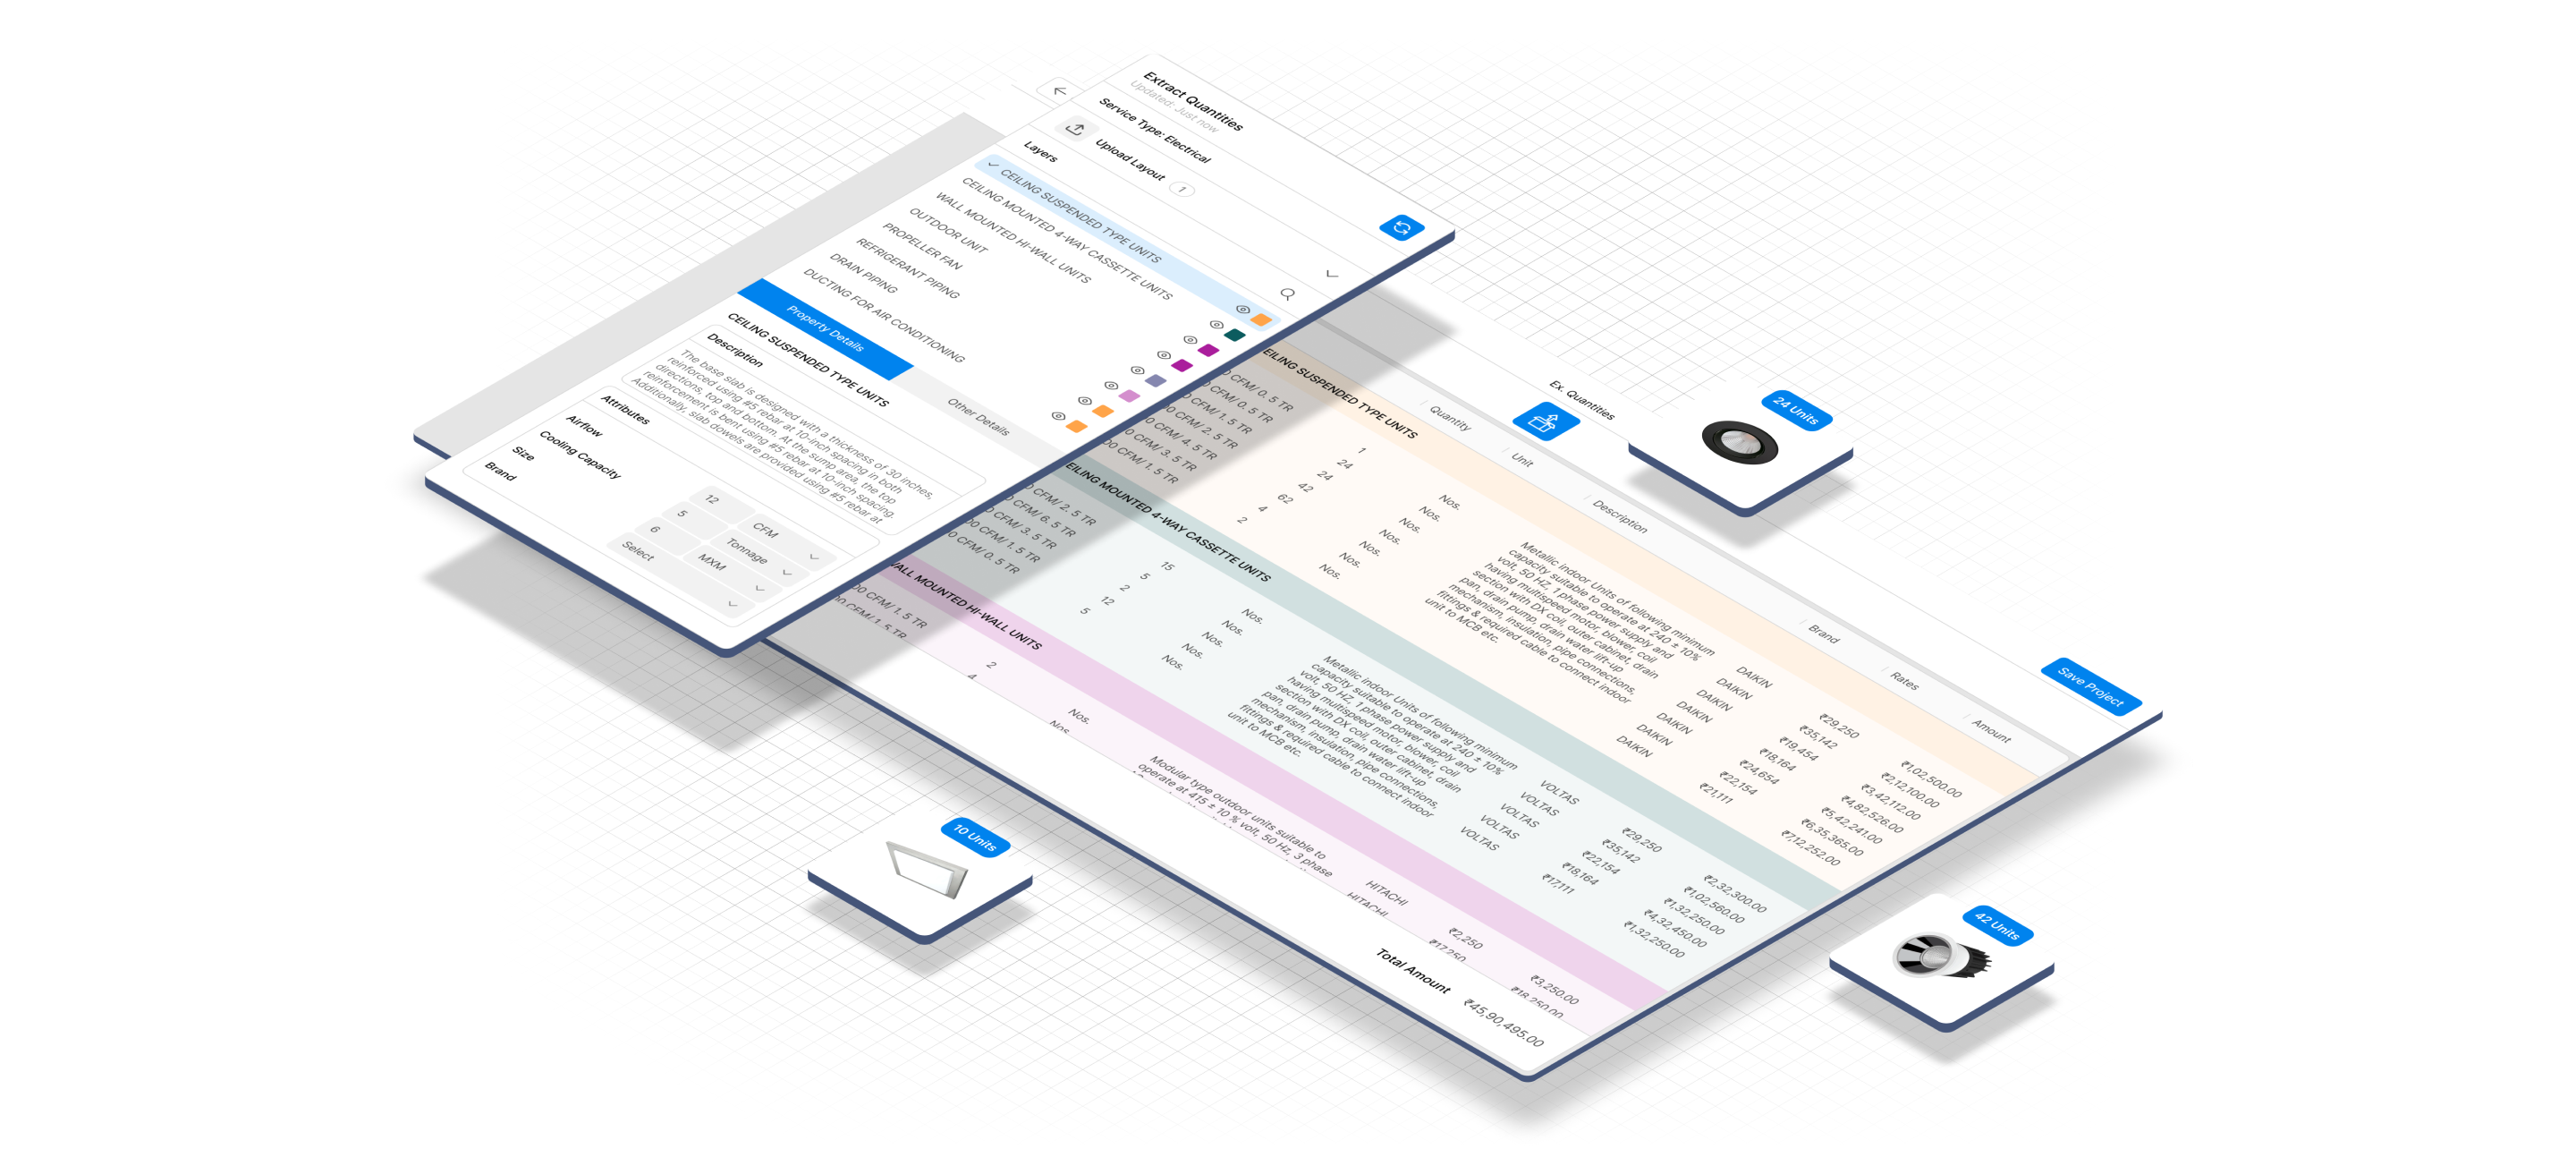 Extract Quantities
Updated: Just now
Service Type: Electrical
Upload Layout 1
Layers
CEILING SUSPENDED TYPE UNITS
CEILING MOUNTED 4-WAY CASSETTE UNITS
WALL MOUNTED HI-WALL UNITS
OUTDOOR UNIT
PROPELLER FAN
REFRIGERANT PIPING
DRAIN PIPING
DUCTING FOR AIR CONDITIONING
Property Details
Other Details
CEILING SUSPENDED TYPE UNITS
Description
The base slab is designed with a thickness of 30 inches,
reinforced using #5 rebar at 10-inch spacing in both
directions, top and bottom. At the sump area, the top
reinforcement is bent using #5 rebar at 10-inch spacing.
Additionally, slab dowels are provided using #5 rebar at
Attributes
Airflow 12 CFM
Cooling Capacity 5 Tonnage
Size 6 MXM
Brand Select
Ex. Quantities
Save Project
Quantity Unit Description Brand Rates Amount
EILING SUSPENDED TYPE UNITS
CFM/ 0. 5 TR 1 Nos. DAIKIN ₹29,250 ₹1,02,500.00
CFM/ 0. 5 TR 24 Nos. DAIKIN ₹35,142 ₹2,12,100.00
CFM/ 1. 5 TR 24 Nos. DAIKIN ₹19,454 ₹3,42,112.00
CFM/ 2. 5 TR 42 Nos. DAIKIN ₹18,164 ₹4,82,526.00
0 CFM/ 4. 5 TR 62 Nos. DAIKIN ₹24,654 ₹5,42,241.00
0 CFM/ 3. 5 TR 4 Nos. DAIKIN ₹22,154 ₹6,35,365.00
00 CFM/ 1. 5 TR 2 Nos. DAIKIN ₹21,111 ₹7,12,252.00
Metallic indoor Units of following minimum
capacity suitable to operate at 240 ± 10%
volt, 50 HZ, 1 phase power supply and
having multispeed motor, blower, coil
section with DX coil, outer cabinet, drain
pan, drain pump, drain water lift-up
mechanism, insulation, pipe connections,
fittings & required cable to connect indoor
unit to MCB etc.
EILING MOUNTED 4-WAY CASSETTE UNITS
CFM/ 2. 5 TR 15 Nos. VOLTAS ₹29,250 ₹2,32,300.00
CFM/ 6. 5 TR 5 Nos. VOLTAS ₹35,142 ₹1,02,560.00
0 CFM/ 3. 5 TR 2 Nos. VOLTAS ₹22,154 ₹1,32,250.00
00 CFM/ 1. 5 TR 12 Nos. VOLTAS ₹18,164 ₹4,32,450.00
0 CFM/ 0. 5 TR 5 Nos. VOLTAS ₹17,111 ₹1,32,250.00
Metallic indoor Units of following minimum
capacity suitable to operate at 240 ± 10%
volt, 50 HZ, 1 phase power supply and
having multispeed motor, blower, coil
section with DX coil, outer cabinet, drain
pan, drain pump, drain water lift-up
mechanism, insulation, pipe connections,
fittings & required cable to connect indoor
unit to MCB etc.
WALL MOUNTED HI-WALL UNITS
00 CFM/ 1. 5 TR 2 Nos. HITACHI ₹2,250 ₹3,250.00
00 CFM/ 1. 5 TR 4 Nos. HITACHI ₹17,250 ₹18,250.00
Modular type outdoor units suitable to
operate at 415 ± 10 % volt, 50 Hz, 3 phase
Total Amount ₹45,90,495.00
24 Units
10 Units
42 Units